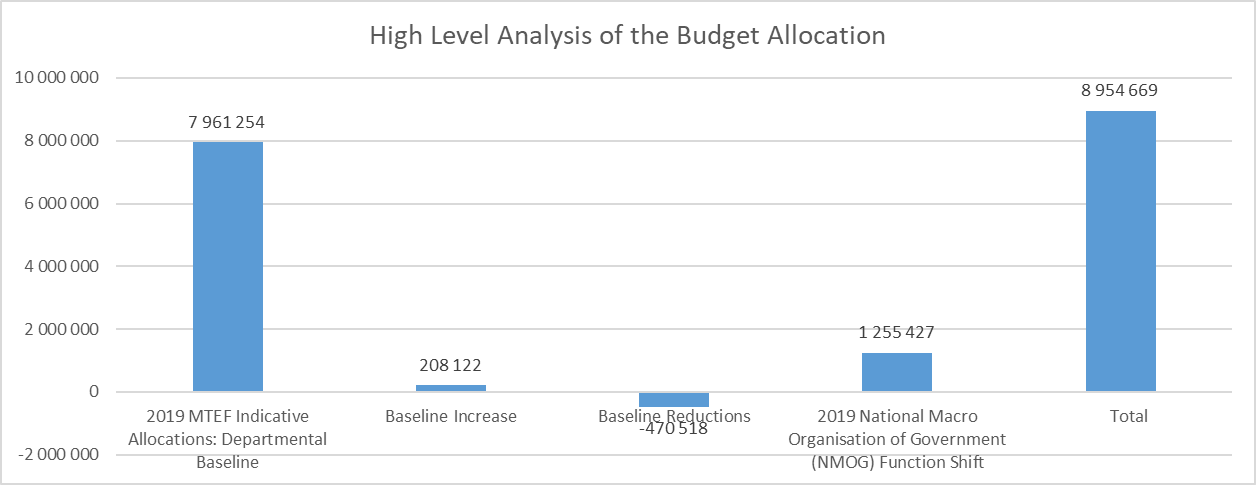 High Level Analysis of the Budget Allocation
10 000 000
8 000 000
6 000 000
4 000 000
2 000 000
0
-2 000 000
7 961 254
208 122
-470 518
1 255 427
8 954 669
2019 MTEF Indicative
Allocations: Departmental
Baseline
Baseline Increase
Baseline Reductions
2019 National Macro
Organisation of Government
(NMOG) Function Shift
Total